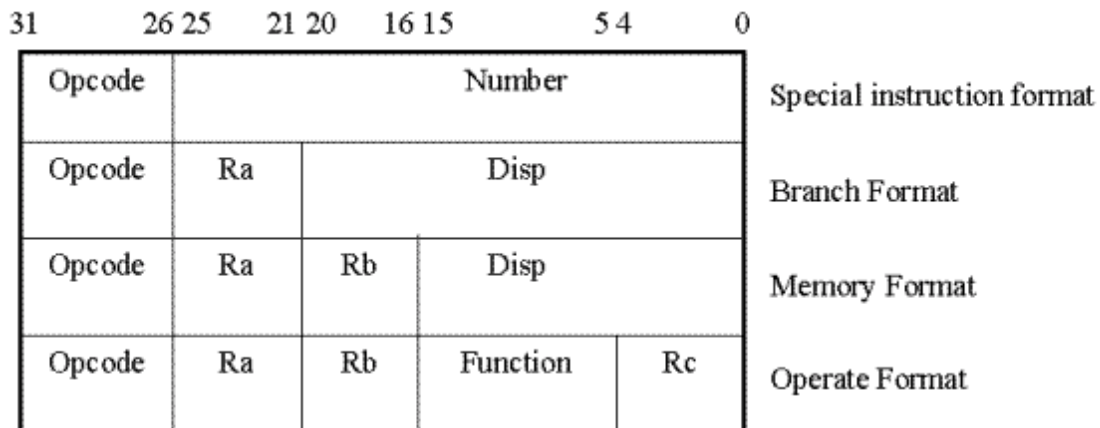 31 26 25 21 20 16 15 5 4 0
Opcode Number Special instruction format
Opcode Ra Disp Branch Format
Opcode Ra Rb Disp Memory Format
Opcode Ra Rb Function Rc Operate Format